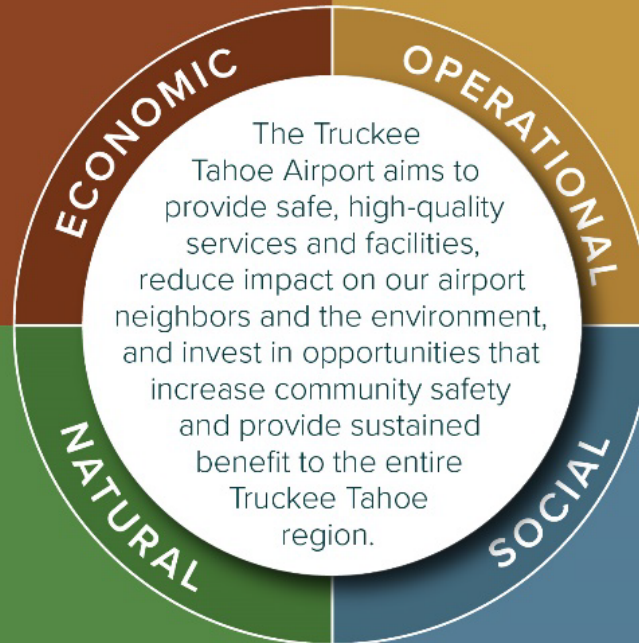 ECONOMIC
OPERATIONAL
The Truckee
Tahoe Airport aims to
provide safe, high-quality
services and facilities,
reduce impact on our airport
neighbors and the environment,
and invest in opportunities that
increase community safety
and provide sustained
benefit to the entire
Truckee Tahoe
region.
NATURAL
SOCIAL